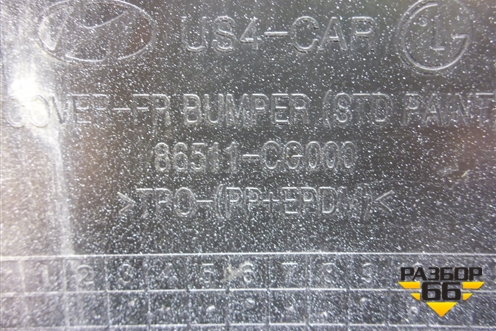 US4-CAP
COVER-FR BUMPER (STD PAINT
86511-CG000
>TPO-(PP+EPDM)<
1 2 3 4 5 6 7 8 9
РАЗБОР
66